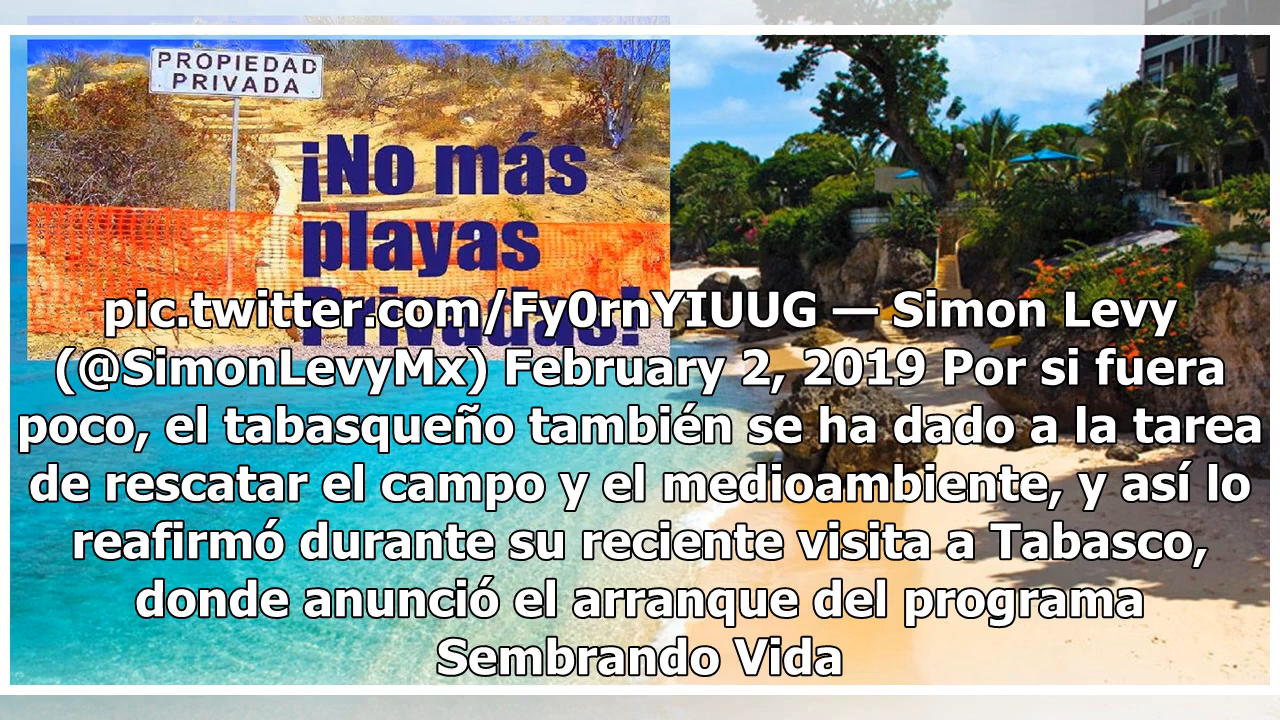 PROPIEDAD
PRIVADA
¡No más
playas
Privadas!
pic.twitter.com/Fy0rnYIUUG — Simon Levy
(@SimonLevyMx) February 2, 2019 Por si fuera
poco, el tabasqueño también se ha dado a la tarea
de rescatar el campo y el medioambiente, y así lo
reafirmó durante su reciente visita a Tabasco,
donde anunció el arranque del programa
Sembrando Vida